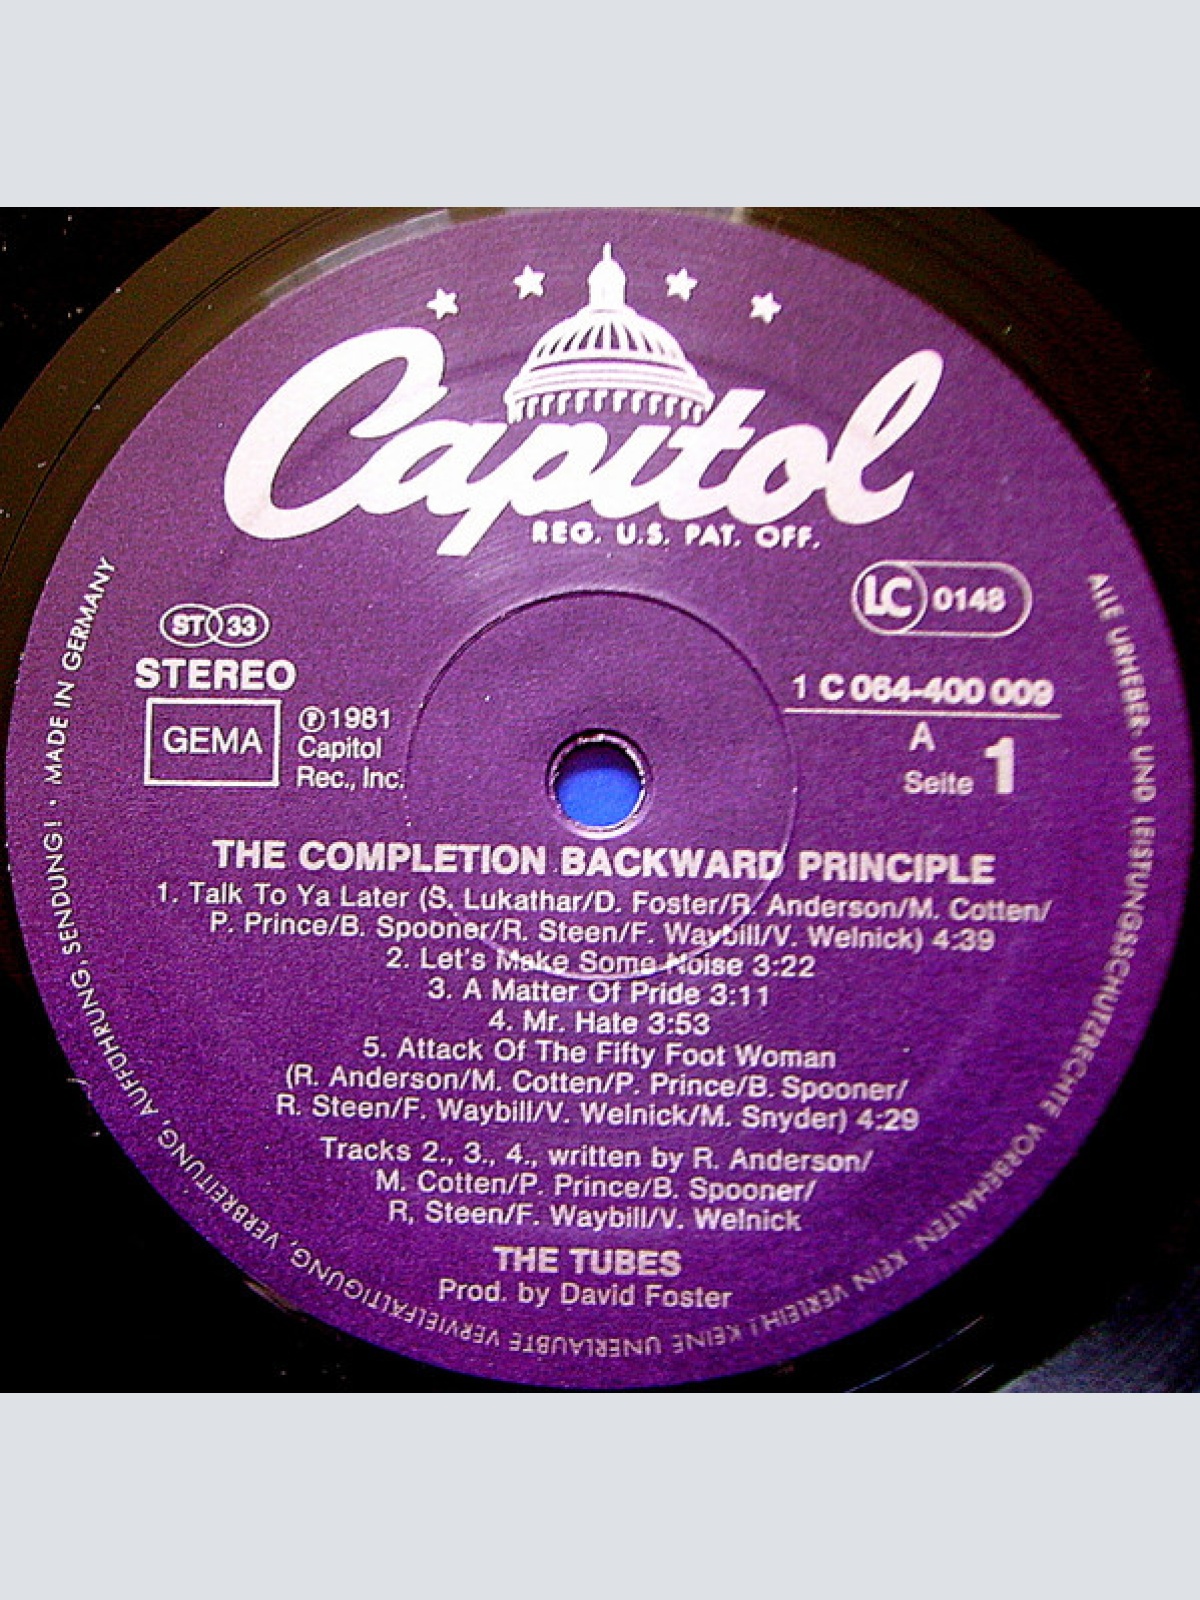 Capitol
REG. U.S. PAT. OFF.
LC 0148
ST 33
STEREO
GEMA
Ⓟ 1981
Capitol
Rec., Inc.
1 C 064-400 009
A
Seite 1
THE COMPLETION BACKWARD PRINCIPLE
1. Talk To Ya Later (S. Lukathar/D. Foster/R. Anderson/M. Cotten/
P. Prince/B. Spooner/R. Steen/F. Waybill/V. Welnick) 4:39
2. Let's Make Some Noise 3:22
3. A Matter Of Pride 3:11
4. Mr. Hate 3:53
5. Attack Of The Fifty Foot Woman
(R. Anderson/M. Cotten/P. Prince/B. Spooner/
R. Steen/F. Waybill/V. Welnick/M. Snyder) 4:29
Tracks 2., 3., 4., written by R. Anderson/
M. Cotten/P. Prince/B. Spooner/
R, Steen/F. Waybill/V. Welnick
THE TUBES
Prod. by David Foster
ALLE URHEBER- UND LEISTUNGSSCHUTZRECHTE VORBEHALTEN. KEIN VERLEIH! KEINE UNERLAUBTE VERVIELFÄLTIGUNG, VERBREITUNG, AUFFÜHRUNG, SENDUNG! · MADE IN GERMANY